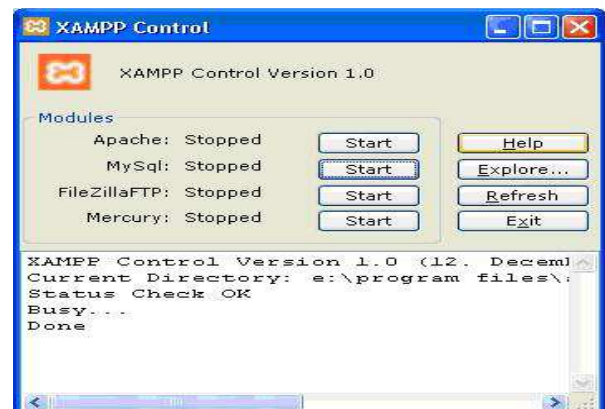 XAMPP Control
XAMPP Control Version 1.0
Modules
Apache: Stopped Start
MySql: Stopped Start
FileZillaFTP: Stopped Start
Mercury: Stopped Start
Help
Explore...
Refresh
Exit
XAMPP Control Version 1.0 (12.
Current Directory: e:\program files\
Status Check OK
Busy...
Done